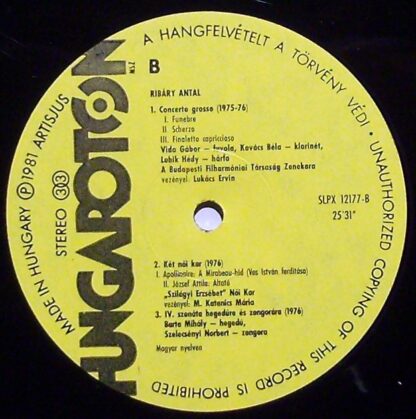 A HANGFELVÉTELT A TÖRVÉNY VÉDI • UNAUTHORIZED COPYING OF THIS RECORD IS PROHIBITED
MADE IN HUNGARY Ⓟ 1981 ARTISJUS
STEREO 33
HUNGAROTON
MSZ
B
RIBÁRY ANTAL
1. Concerto grosso (1975-76)
I. Funebre
II. Scherzo
III. Finaletto capriccioso
Vida Gábor – fuvola, Kovács Béla – klarinét,
Lubik Hédy – hárfa
A Budapesti Filharmóniai Társaság Zenekara
vezényel: Lukács Ervin
SLPX 12177-B
25'31"
2. Két női kar (1976)
I. Apollinaire: A Mirabeau-híd (Vas István fordítása)
II. József Attila: Altató
„Szilágyi Erzsébet" Női Kar
vezényel: M. Katanics Mária
3. IV. szonáta hegedűre és zongorára (1976)
Barta Mihály – hegedű,
Szelecsényi Norbert – zongora
Magyar nyelven